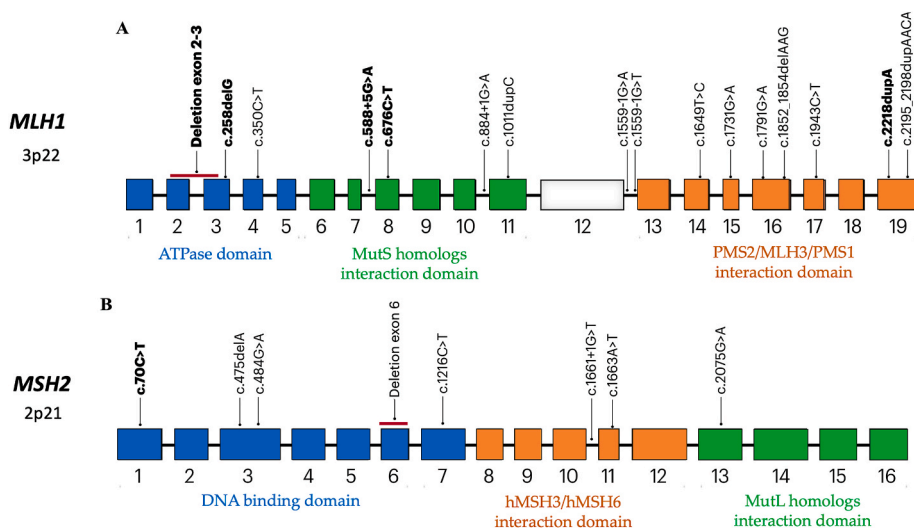 A
MLH1
3p22
Deletion exon 2-3
c.258delG
c.350C>T
c.588+5G>A
c.676C>T
c.884+1G>A
c.1011dupC
c.1559-1G>A
c.1559-1G>T
c.1649T>C
c.1731G>A
c.1791G>A
c.1852_1854delAAG
c.1943C>T
c.2218dupA
c.2195_2198dupAACA
1 2 3 4 5 6 7 8 9 10 11 12 13 14 15 16 17 18 19
ATPase domain
MutS homologs
interaction domain
PMS2/MLH3/PMS1
interaction domain
B
MSH2
2p21
c.70C>T
c.475delA
c.484G>A
Deletion exon 6
c.1216C>T
c.1661+1G>T
c.1663A>T
c.2075G>A
1 2 3 4 5 6 7 8 9 10 11 12 13 14 15 16
DNA binding domain
hMSH3/hMSH6
interaction domain
MutL homologs
interaction domain